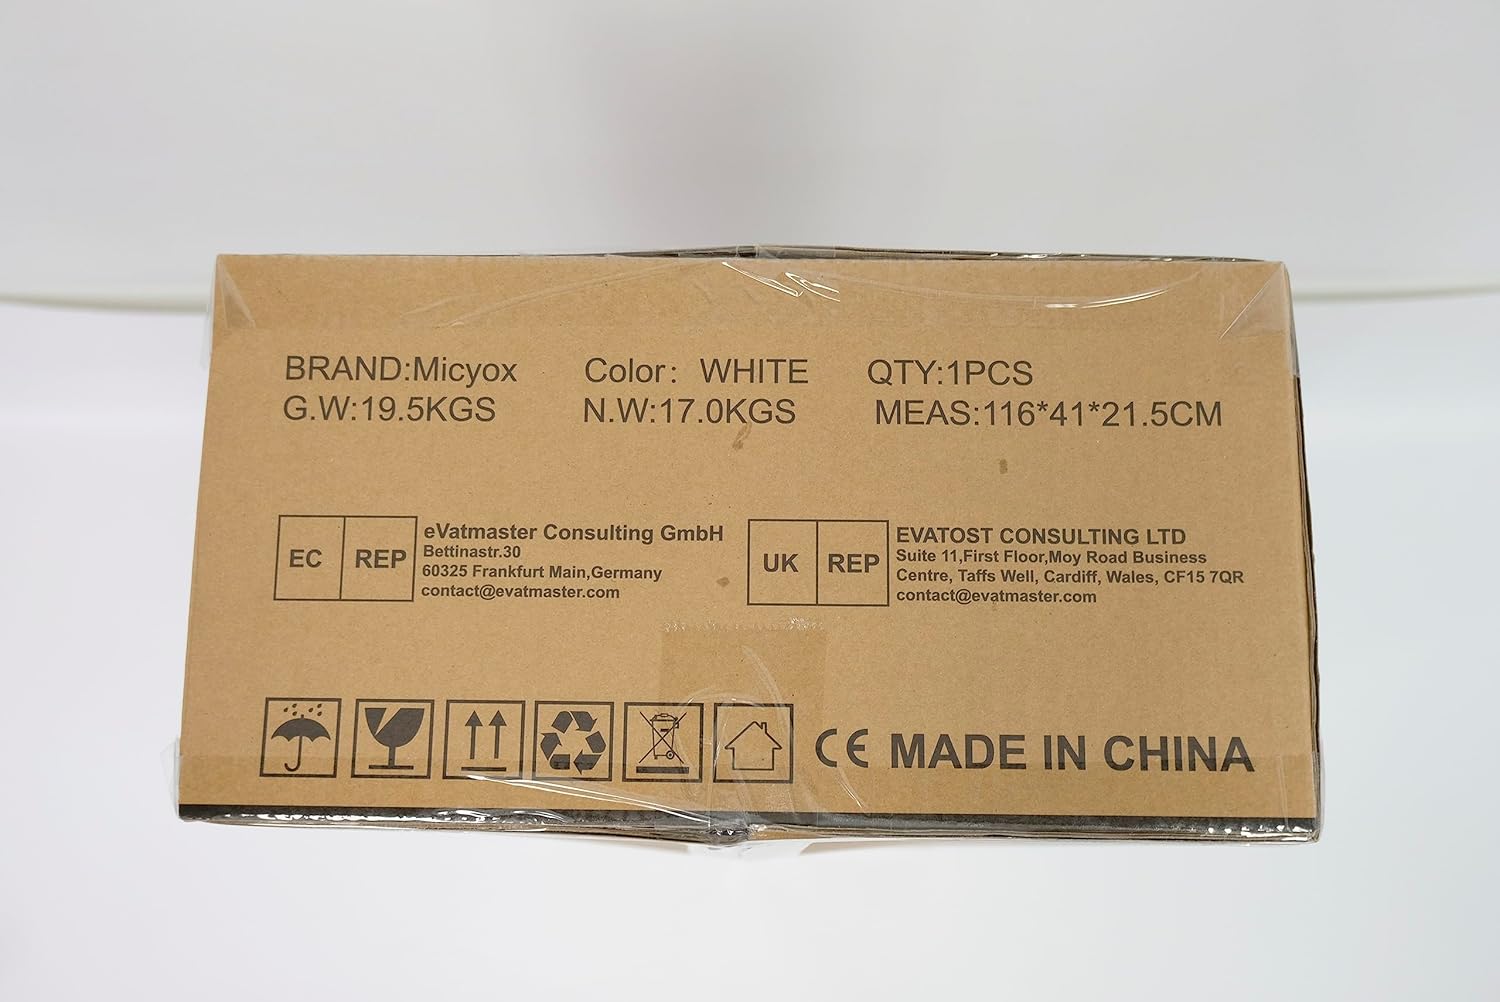 BRAND:Micyox Color: WHITE QTY:1PCS
G.W:19.5KGS N.W:17.0KGS MEAS:116*41*21.5CM
EC REP
eVatmaster Consulting GmbH
Bettinastr.30
60325 Frankfurt Main,Germany
contact@evatmaster.com
UK REP
EVATOST CONSULTING LTD
Suite 11,First Floor,Moy Road Business
Centre, Taffs Well, Cardiff, Wales, CF15 7QR
contact@evatmaster.com
CE MADE IN CHINA